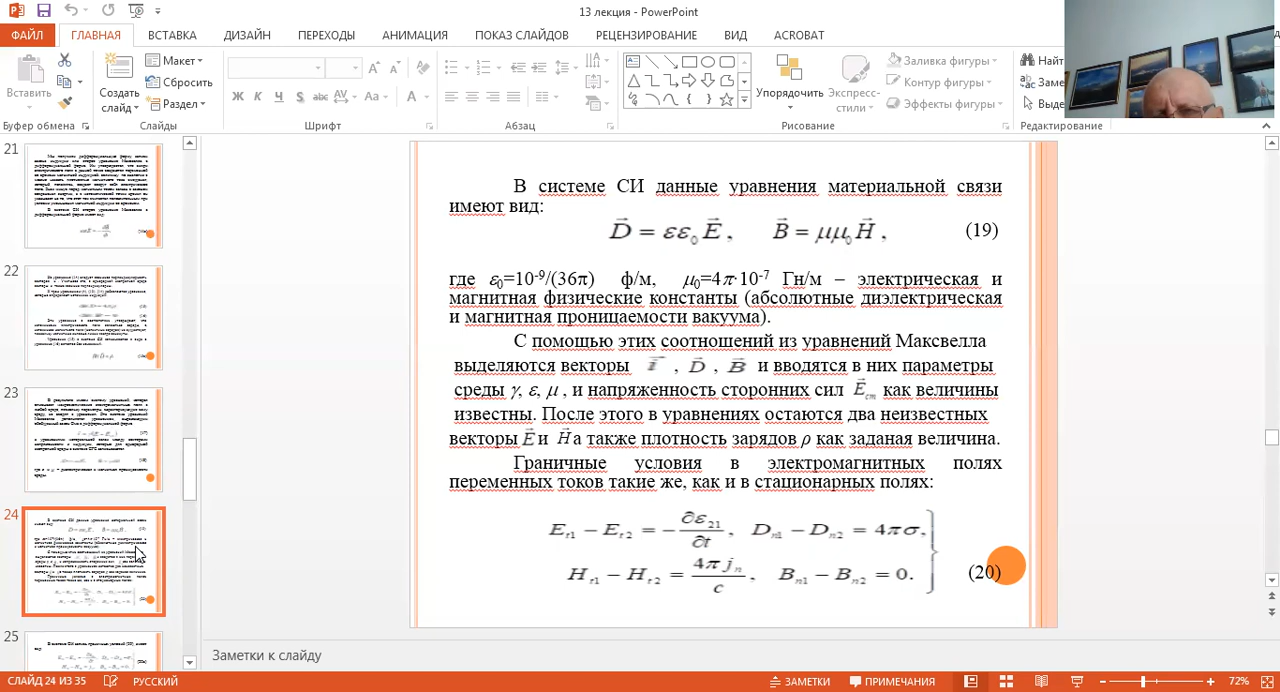 13 лекция - PowerPoint
ФАЙЛ ГЛАВНАЯ ВСТАВКА ДИЗАЙН ПЕРЕХОДЫ АНИМАЦИЯ ПОКАЗ СЛАЙДОВ РЕЦЕНЗИРОВАНИЕ ВИД ACROBAT
Вставить
Буфер обмена
Создать слайд
Макет
Сбросить
Раздел
Слайды
Ж К Ч S abc AV Aa A
Шрифт
Абзац
Упорядочить
Экспресс-стили
Заливка фигуры
Контур фигуры
Эффекты фигуры
Рисование
Най
Заме
Выде
Редактирование
21
22
23
24
25
В системе СИ данные уравнения материальной связи
имеют вид:
D = εε₀E, B = μμ₀H, (19)
где ε₀=10⁻⁹/(36π) ф/м, μ₀=4π·10⁻⁷ Гн/м – электрическая и
магнитная физические константы (абсолютные диэлектрическая
и магнитная проницаемости вакуума).
С помощью этих соотношений из уравнений Максвелла
выделяются векторы i, D, B и вводятся в них параметры
среды γ, ε, μ, и напряженность сторонних сил E ст как величины
известны. После этого в уравнениях остаются два неизвестных
векторы E и H а также плотность зарядов ρ как заданая величина.
Граничные условия в электромагнитных полях
переменных токов такие же, как и в стационарных полях:
Eτ1 − Eτ2 = −∂ε21/∂t, Dn1 − Dn2 = 4πσ,
Hτ1 − Hτ2 = 4πjn/c, Bn1 − Bn2 = 0. (20)
Заметки к слайду
СЛАЙД 24 ИЗ 35 РУССКИЙ ЗАМЕТКИ ПРИМЕЧАНИЯ 72%